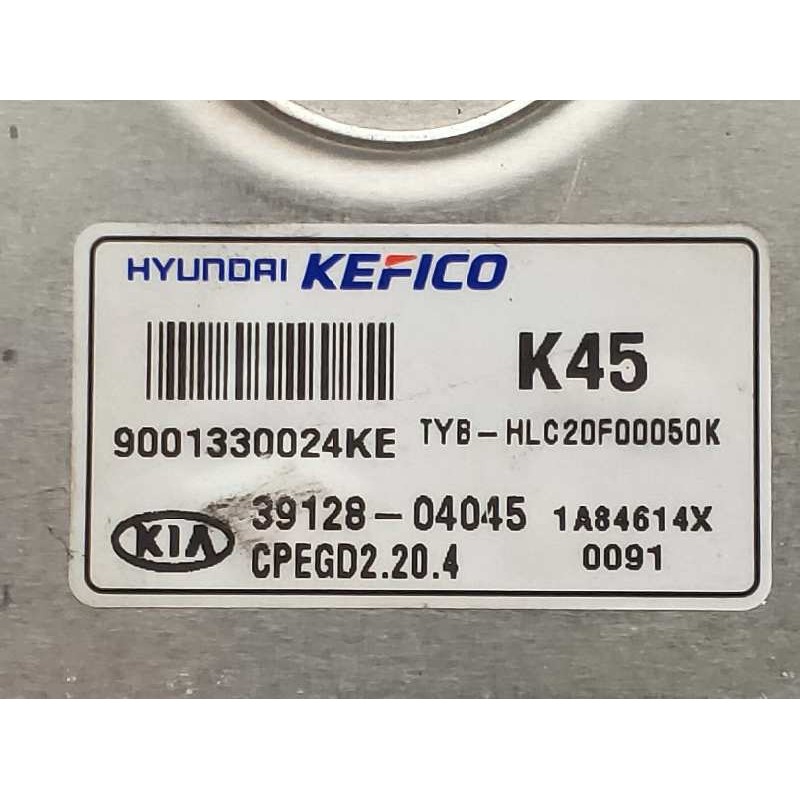 HYUNDAI KEFICO
K45
9001330024KE
TYB-HLC20F00050K
KIA
39128-04045
1A84614X
CPEGD2.20.4
0091